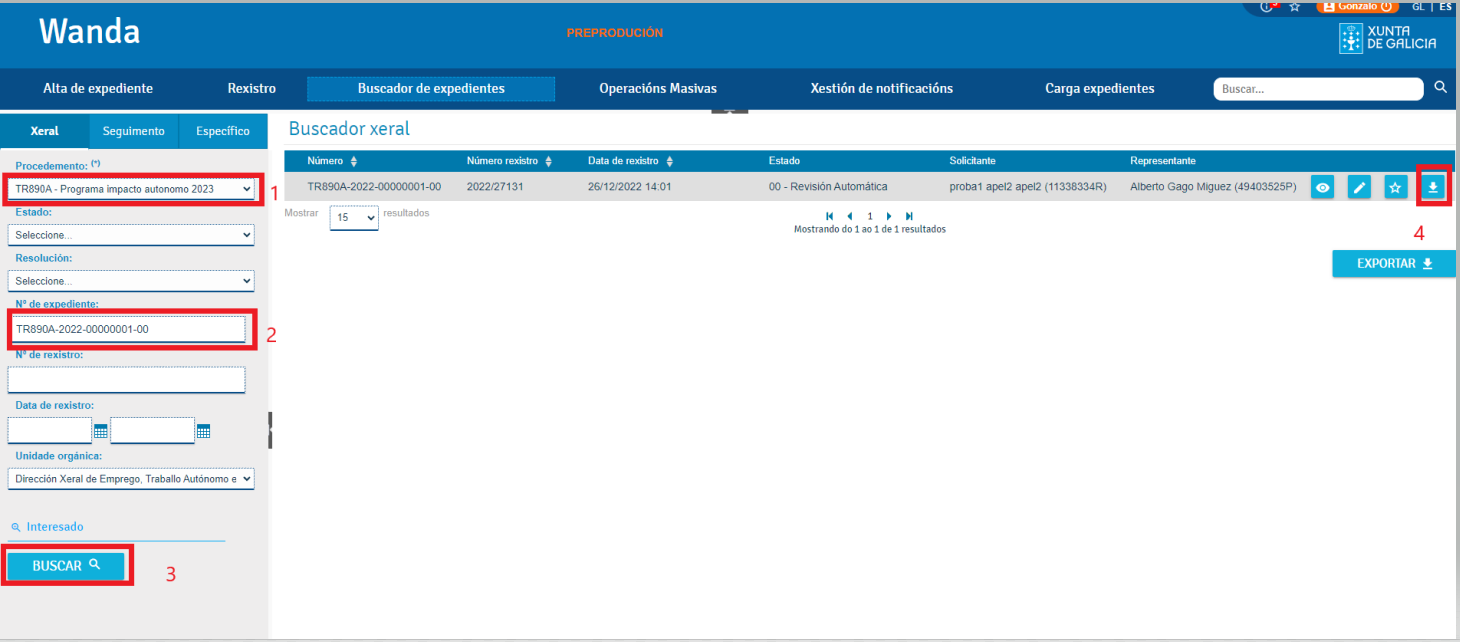 Gonzalo
GL | ES
Wanda
PREPRODUCIÓN
XUNTA
DE GALICIA
Alta de expediente
Rexistro
Buscador de expedientes
Operacións Masivas
Xestión de notificacións
Carga expedientes
Buscar...
Xeral
Seguimento
Específico
Procedemento: (*)
TR890A - Programa impacto autonomo 2023
1
Estado:
Seleccione...
Resolución:
Seleccione...
Nº de expediente:
TR890A-2022-00000001-00
2
Nº de rexistro:
Data de rexistro:
Unidade orgánica:
Dirección Xeral de Emprego, Traballo Autónomo e
Interesado
BUSCAR
3
Buscador xeral
Número
Número rexistro
Data de rexistro
Estado
Solicitante
Representante
TR890A-2022-00000001-00
2022/27131
26/12/2022 14:01
00 - Revisión Automática
proba1 apel2 apel2 (11338334R)
Alberto Gago Miguez (49403525P)
4
Mostrar 15 resultados
1
Mostrando do 1 ao 1 de 1 resultados
EXPORTAR